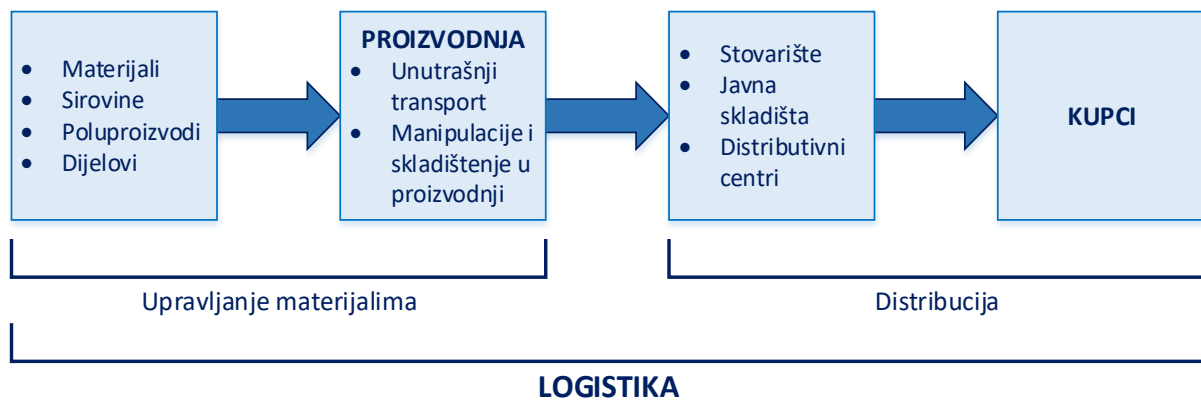 • Materijali
• Sirovine
• Poluproizvodi
• Dijelovi
PROIZVODNJA
• Unutrašnji
transport
• Manipulacije i
skladištenje u
proizvodnji
• Stovarište
• Javna
skladišta
• Distributivni
centri
KUPCI
Upravljanje materijalima
Distribucija
LOGISTIKA